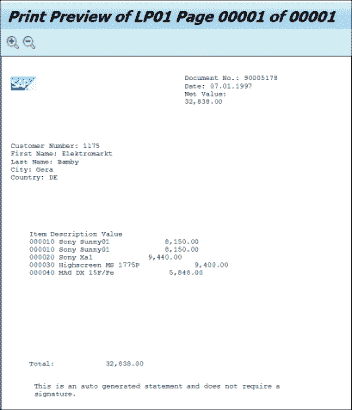 Print Preview of LP01 Page 00001 of 00001
Document No.: 90005178
Date: 07.01.1997
Net Value:
32,838.00
Customer Number: 1175
First Name: Elektromarkt
Last Name: Bamby
City: Gera
Country: DE
Item Description Value
000010 Sony Sunny01 8,150.00
000010 Sony Sunny01 8,150.00
000020 Sony Xa1 9,440.00
000030 Highscreen MS 1775P 9,400.00
000040 MAG DX 15F/Fe 5,848.00
Total: 32,838.00
This is an auto generated statement and does not require a
signature.